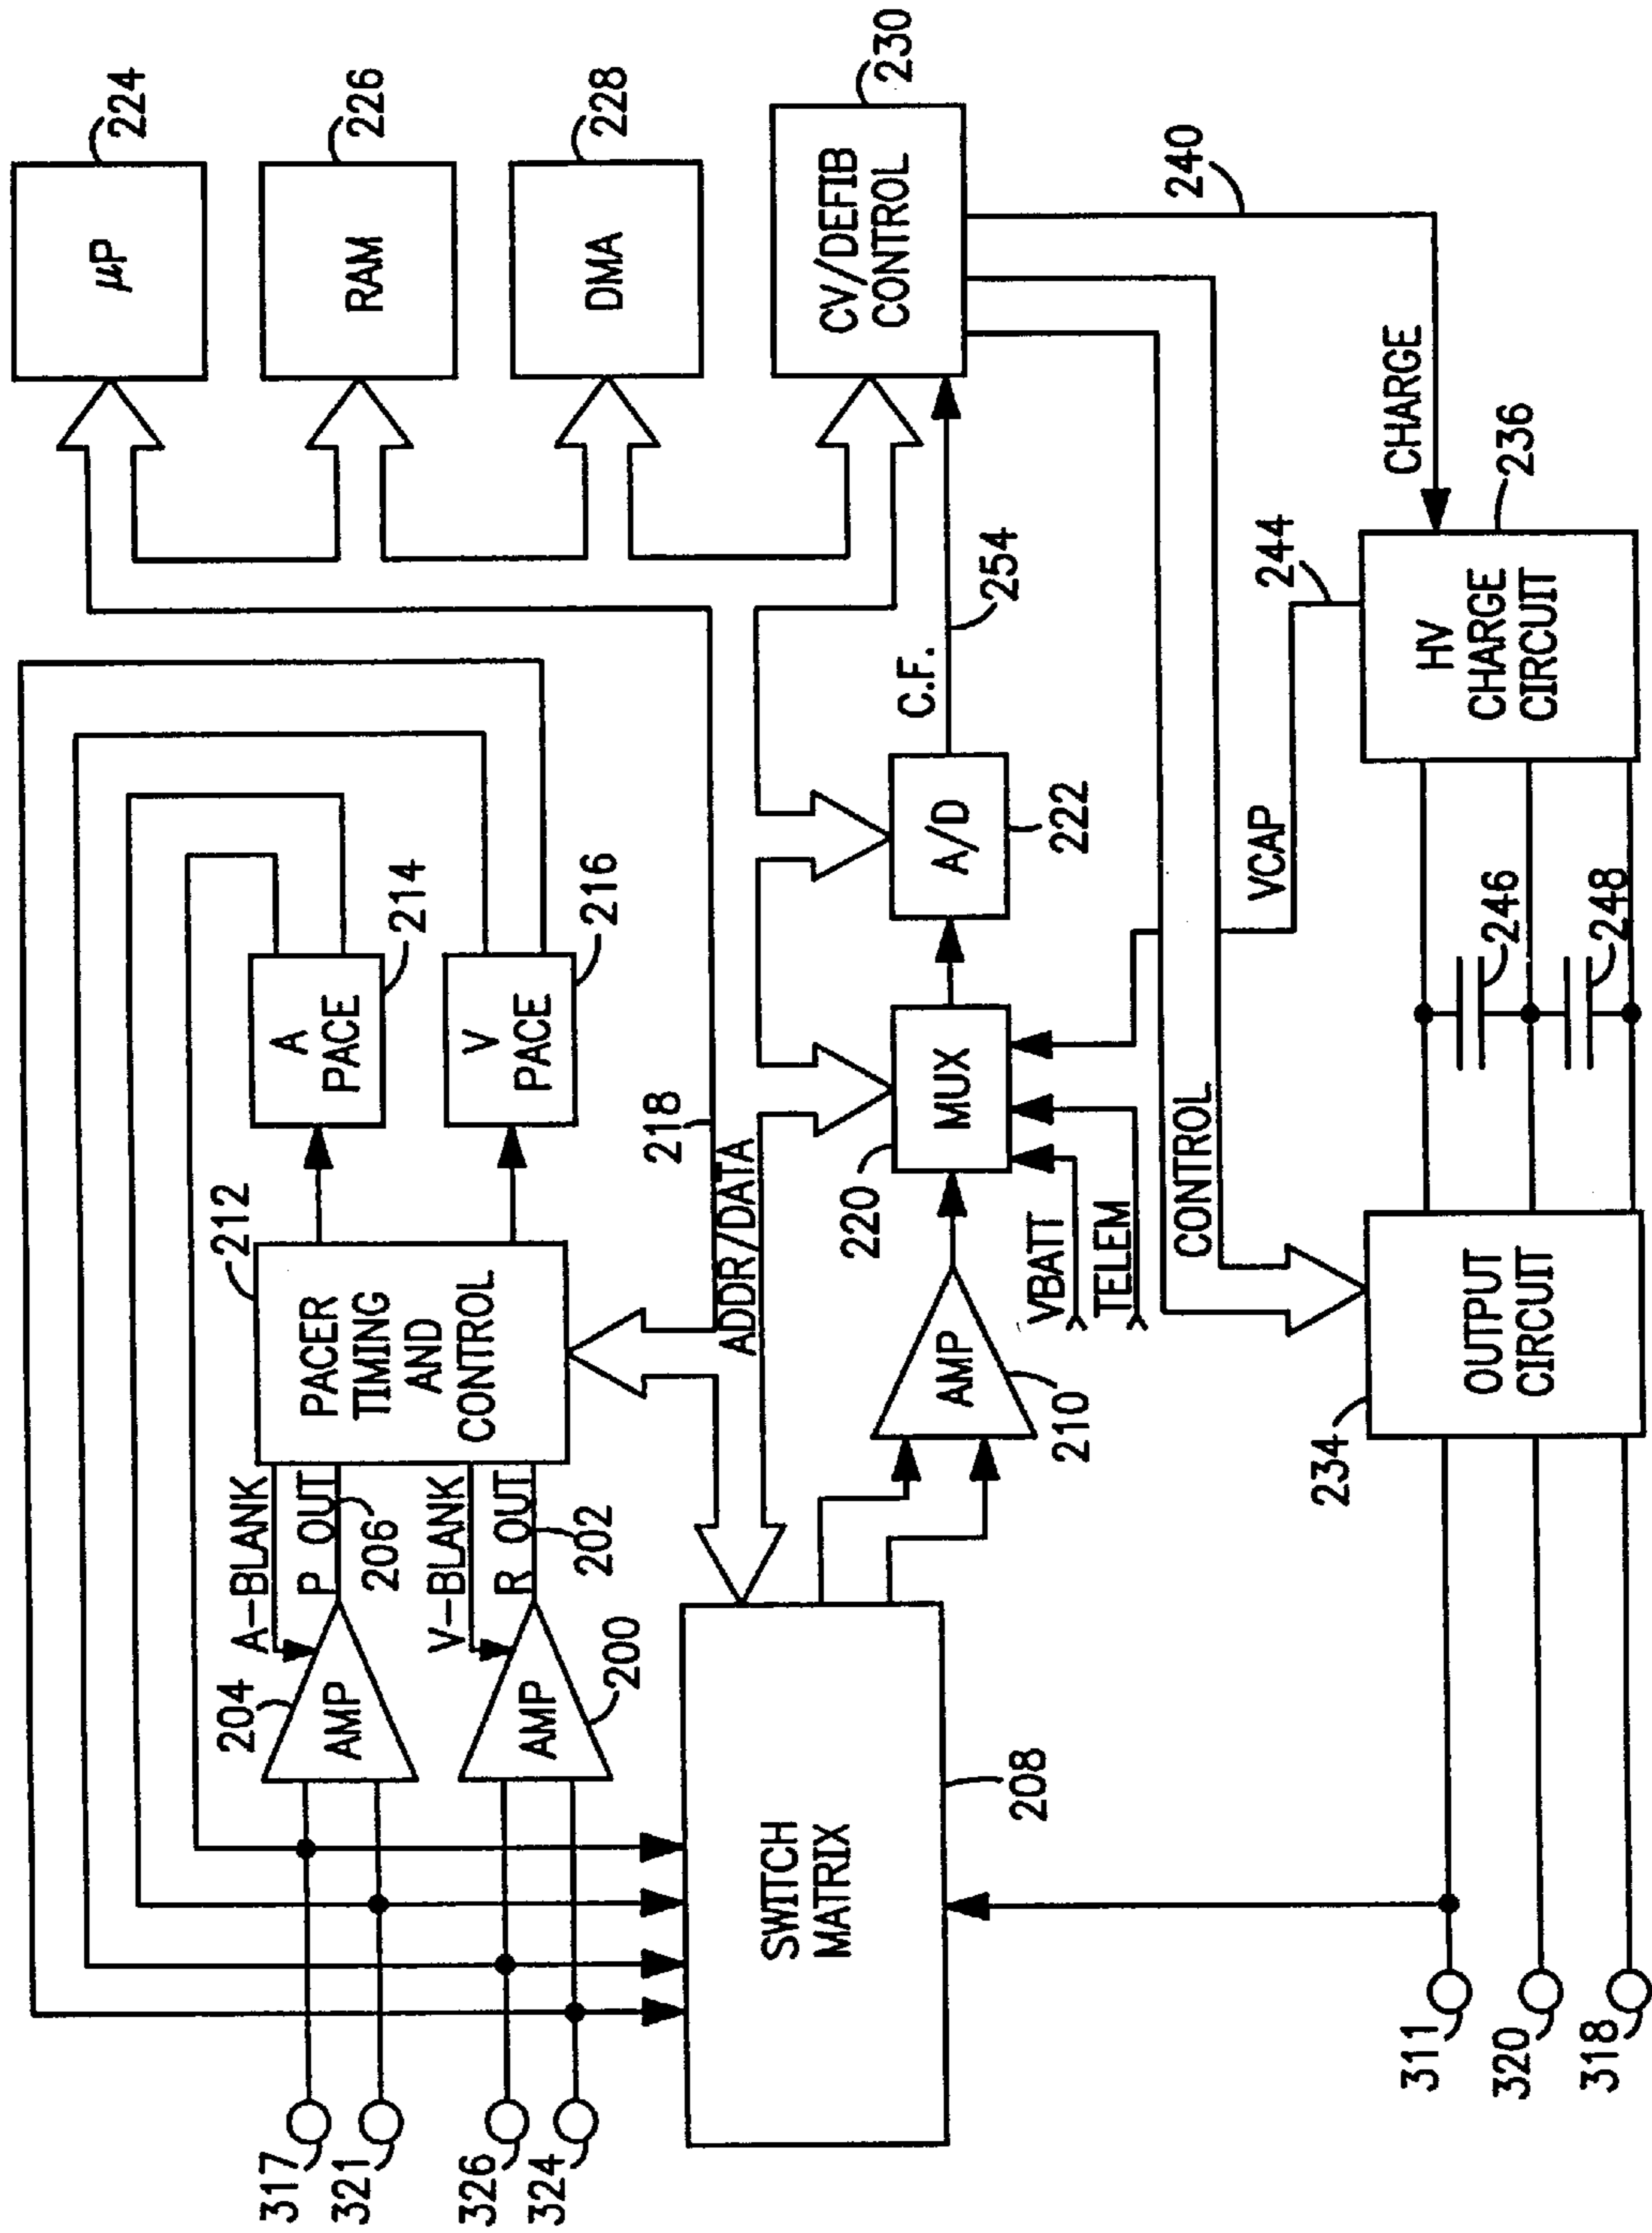 μP
224
RAM
226
DMA
228
CV/DEFIB
CONTROL
230
240
A
PACE
214
V
PACE
216
212
PACER
TIMING
AND
CONTROL
A-BLANK
P OUT
206
V-BLANK
R OUT
202
204
AMP
AMP
200
317
321
326
324
218
ADDR/DATA
SWITCH
MATRIX
208
AMP
210
220
MUX
A/D
222
C.F.
254
VBATT
TELEM
CONTROL
VCAP
244
CHARGE
HV
CHARGE
CIRCUIT
236
246
248
234
OUTPUT
CIRCUIT
311
320
318